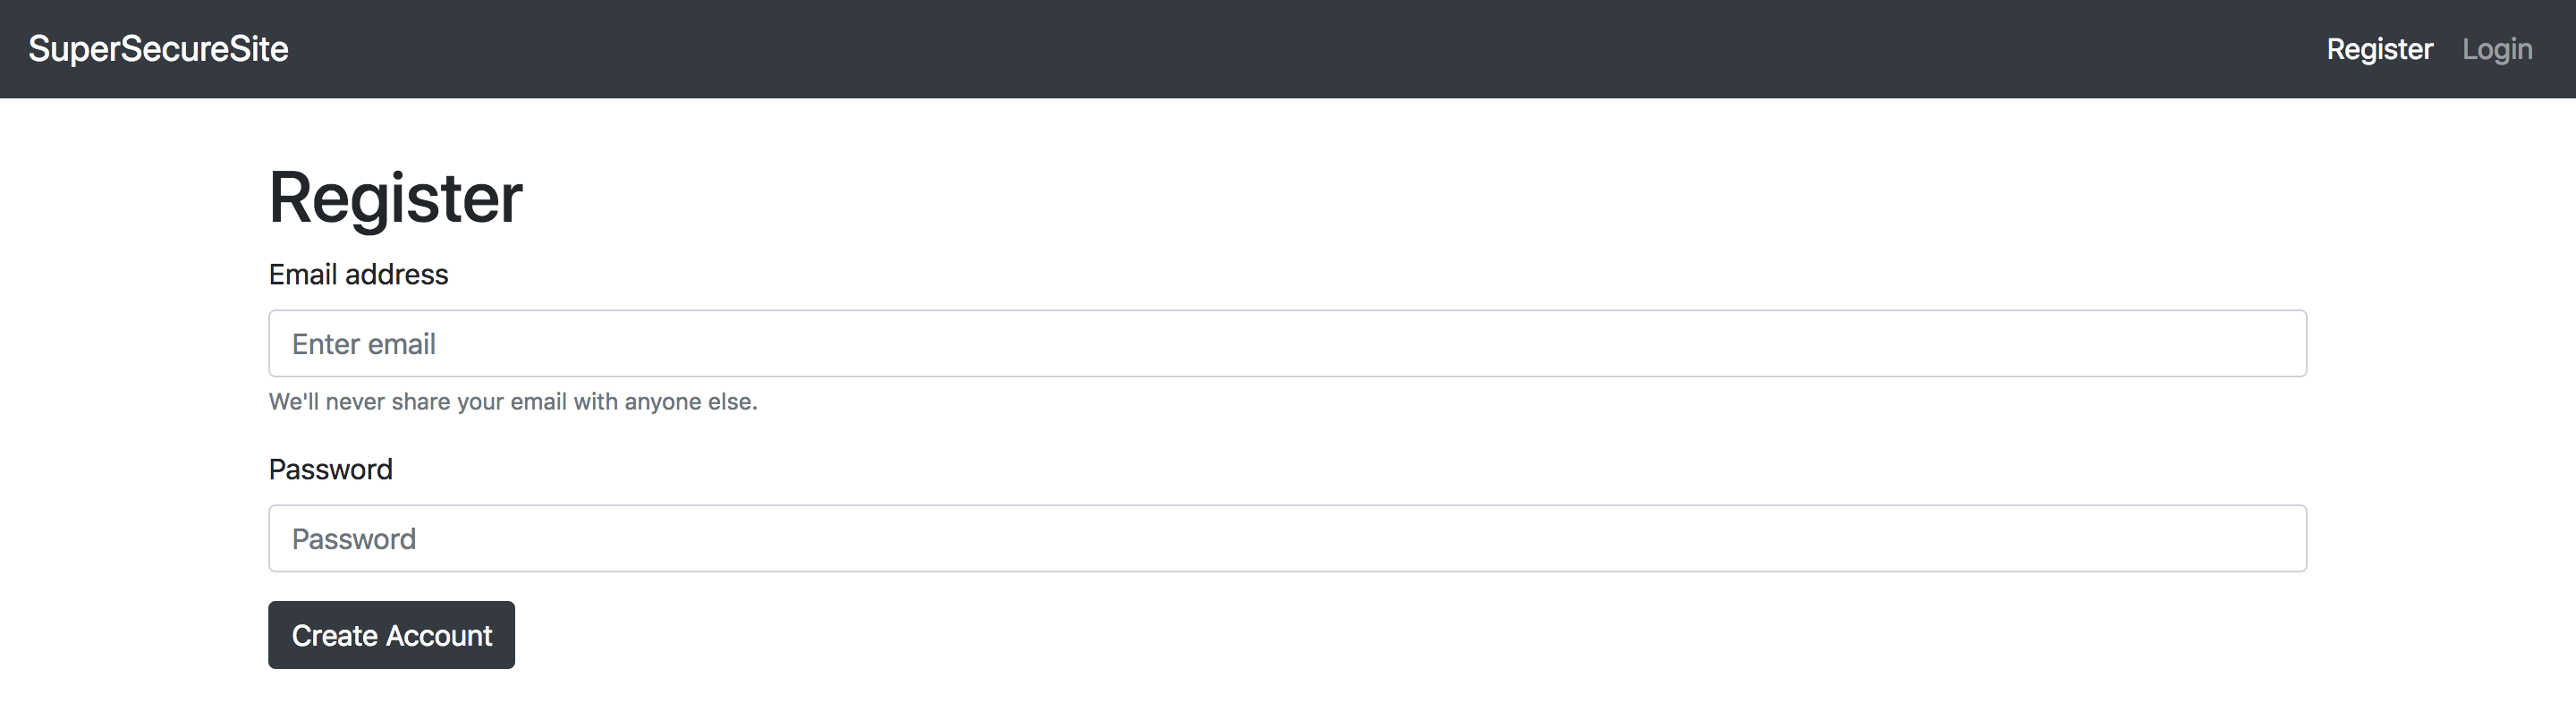 SuperSecureSite
Register Login
Register
Email address
Enter email
We'll never share your email with anyone else.
Password
Password
Create Account